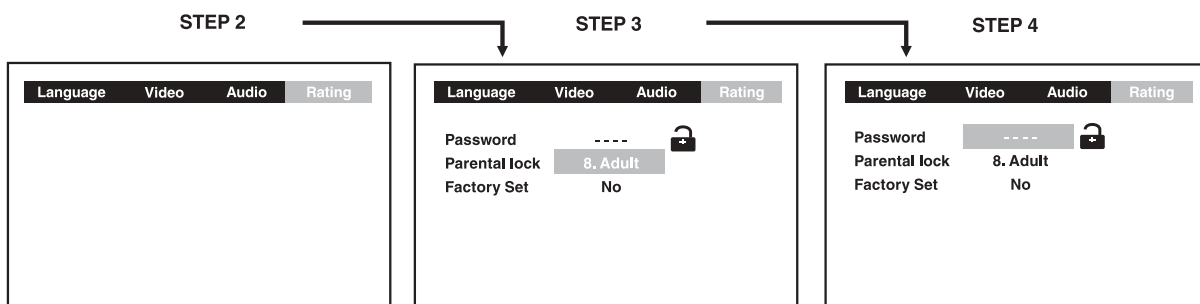 STEP 2
STEP 3
STEP 4
Language Video Audio Rating
Language Video Audio Rating
Password ----
Parental lock 8. Adult
Factory Set No
Language Video Audio Rating
Password ----
Parental lock 8. Adult
Factory Set No